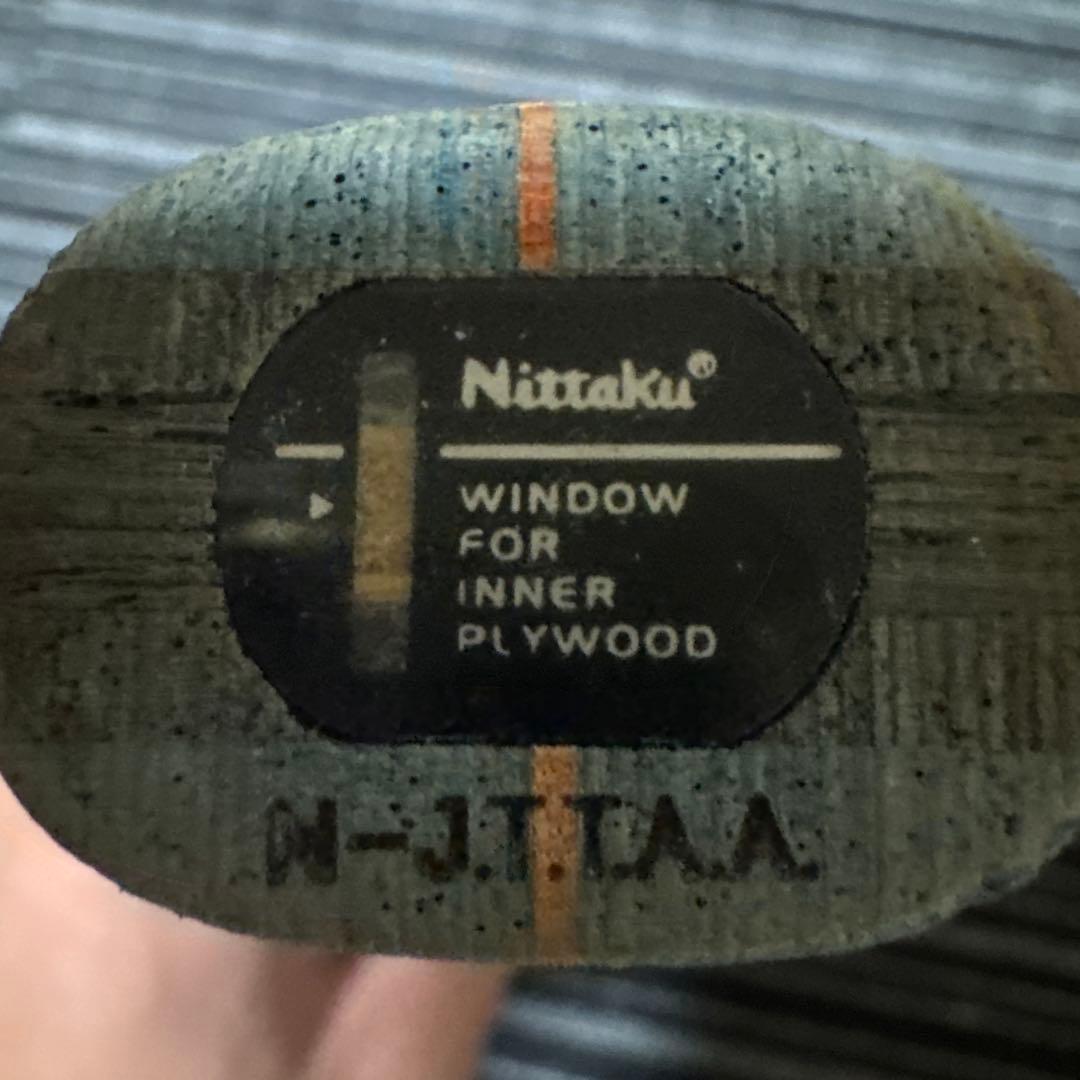 Nittaku®
WINDOW
FOR
INNER
PLYWOOD
J.T.T.A.A.